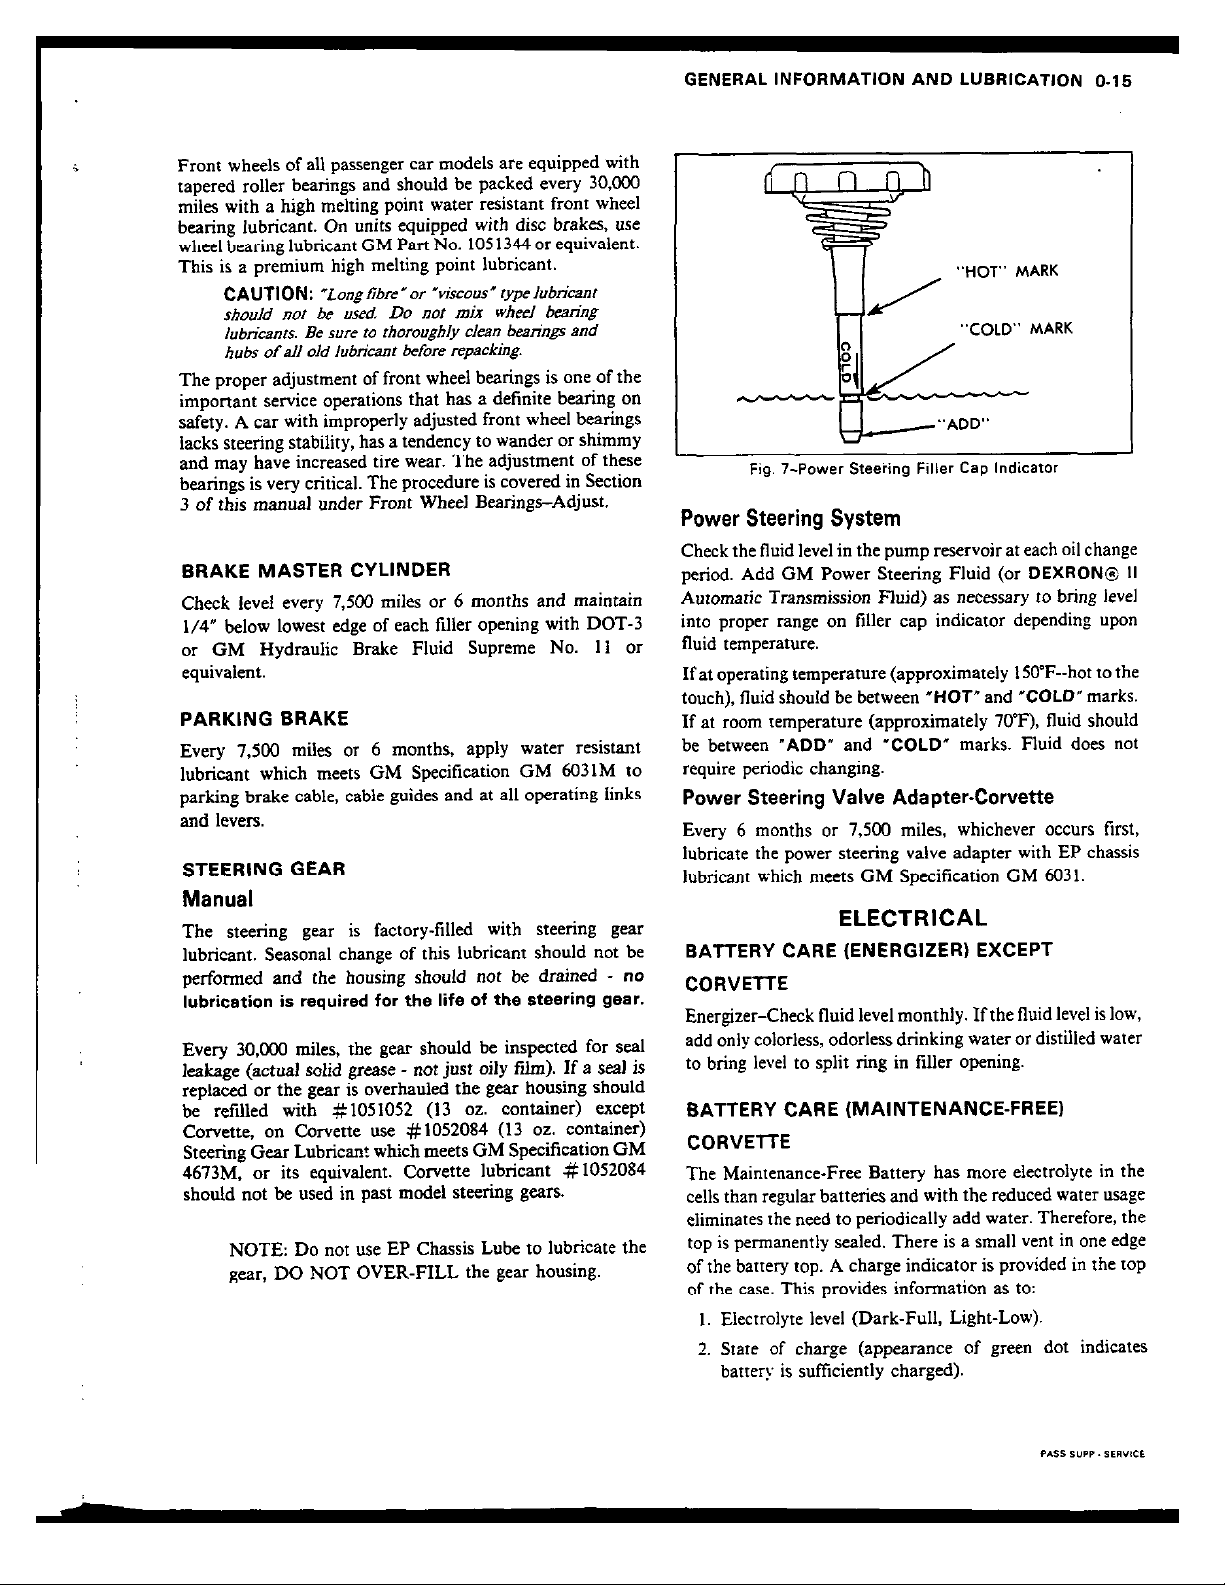 GENERAL INFORMATION AND LUBRICATION 0-15
Front wheels of all passenger car models are equipped with
tapered roller bearings and should be packed every 30,000
miles with a high melting point water resistant front wheel
bearing lubricant. On units equipped with disc brakes, use
wheel bearing lubricant GM Part No. 1051344 or equivalent.
This is a premium high melting point lubricant.
CAUTION: "Long fibre" or "viscous" type lubricant
should not be used. Do not mix wheel bearing
lubricants. Be sure to thoroughly clean bearings and
hubs of all old lubricant before repacking.
The proper adjustment of front wheel bearings is one of the
important service operations that has a definite bearing on
safety. A car with improperly adjusted front wheel bearings
lacks steering stability, has a tendency to wander or shimmy
and may have increased tire wear. The adjustment of these
bearings is very critical. The procedure is covered in Section
3 of this manual under Front Wheel Bearings–Adjust.
BRAKE MASTER CYLINDER
Check level every 7,500 miles or 6 months and maintain
1/4" below lowest edge of each filler opening with DOT-3
or GM Hydraulic Brake Fluid Supreme No. 11 or
equivalent.
PARKING BRAKE
Every 7,500 miles or 6 months, apply water resistant
lubricant which meets GM Specification GM 6031M to
parking brake cable, cable guides and at all operating links
and levers.
STEERING GEAR
Manual
The steering gear is factory-filled with steering gear
lubricant. Seasonal change of this lubricant should not be
performed and the housing should not be drained - no
lubrication is required for the life of the steering gear.
Every 30,000 miles, the gear should be inspected for seal
leakage (actual solid grease - not just oily film). If a seal is
replaced or the gear is overhauled the gear housing should
be refilled with #1051052 (13 oz. container) except
Corvette, on Corvette use #1052084 (13 oz. container)
Steering Gear Lubricant which meets GM Specification GM
4673M, or its equivalent. Corvette lubricant #1052084
should not be used in past model steering gears.
NOTE: Do not use EP Chassis Lube to lubricate the
gear, DO NOT OVER-FILL the gear housing.
"HOT" MARK
"COLD" MARK
COLD
"ADD"
Fig. 7–Power Steering Filler Cap Indicator
Power Steering System
Check the fluid level in the pump reservoir at each oil change
period. Add GM Power Steering Fluid (or DEXRON® II
Automatic Transmission Fluid) as necessary to bring level
into proper range on filler cap indicator depending upon
fluid temperature.
If at operating temperature (approximately 150°F--hot to the
touch), fluid should be between "HOT" and "COLD" marks.
If at room temperature (approximately 70°F), fluid should
be between "ADD" and "COLD" marks. Fluid does not
require periodic changing.
Power Steering Valve Adapter-Corvette
Every 6 months or 7,500 miles, whichever occurs first,
lubricate the power steering valve adapter with EP chassis
lubricant which meets GM Specification GM 6031.
ELECTRICAL
BATTERY CARE (ENERGIZER) EXCEPT
CORVETTE
Energizer–Check fluid level monthly. If the fluid level is low,
add only colorless, odorless drinking water or distilled water
to bring level to split ring in filler opening.
BATTERY CARE (MAINTENANCE-FREE)
CORVETTE
The Maintenance-Free Battery has more electrolyte in the
cells than regular batteries and with the reduced water usage
eliminates the need to periodically add water. Therefore, the
top is permanently sealed. There is a small vent in one edge
of the battery top. A charge indicator is provided in the top
of the case. This provides information as to:
1. Electrolyte level (Dark-Full, Light-Low).
2. State of charge (appearance of green dot indicates
battery is sufficiently charged).
PASS SUPP - SERVICE